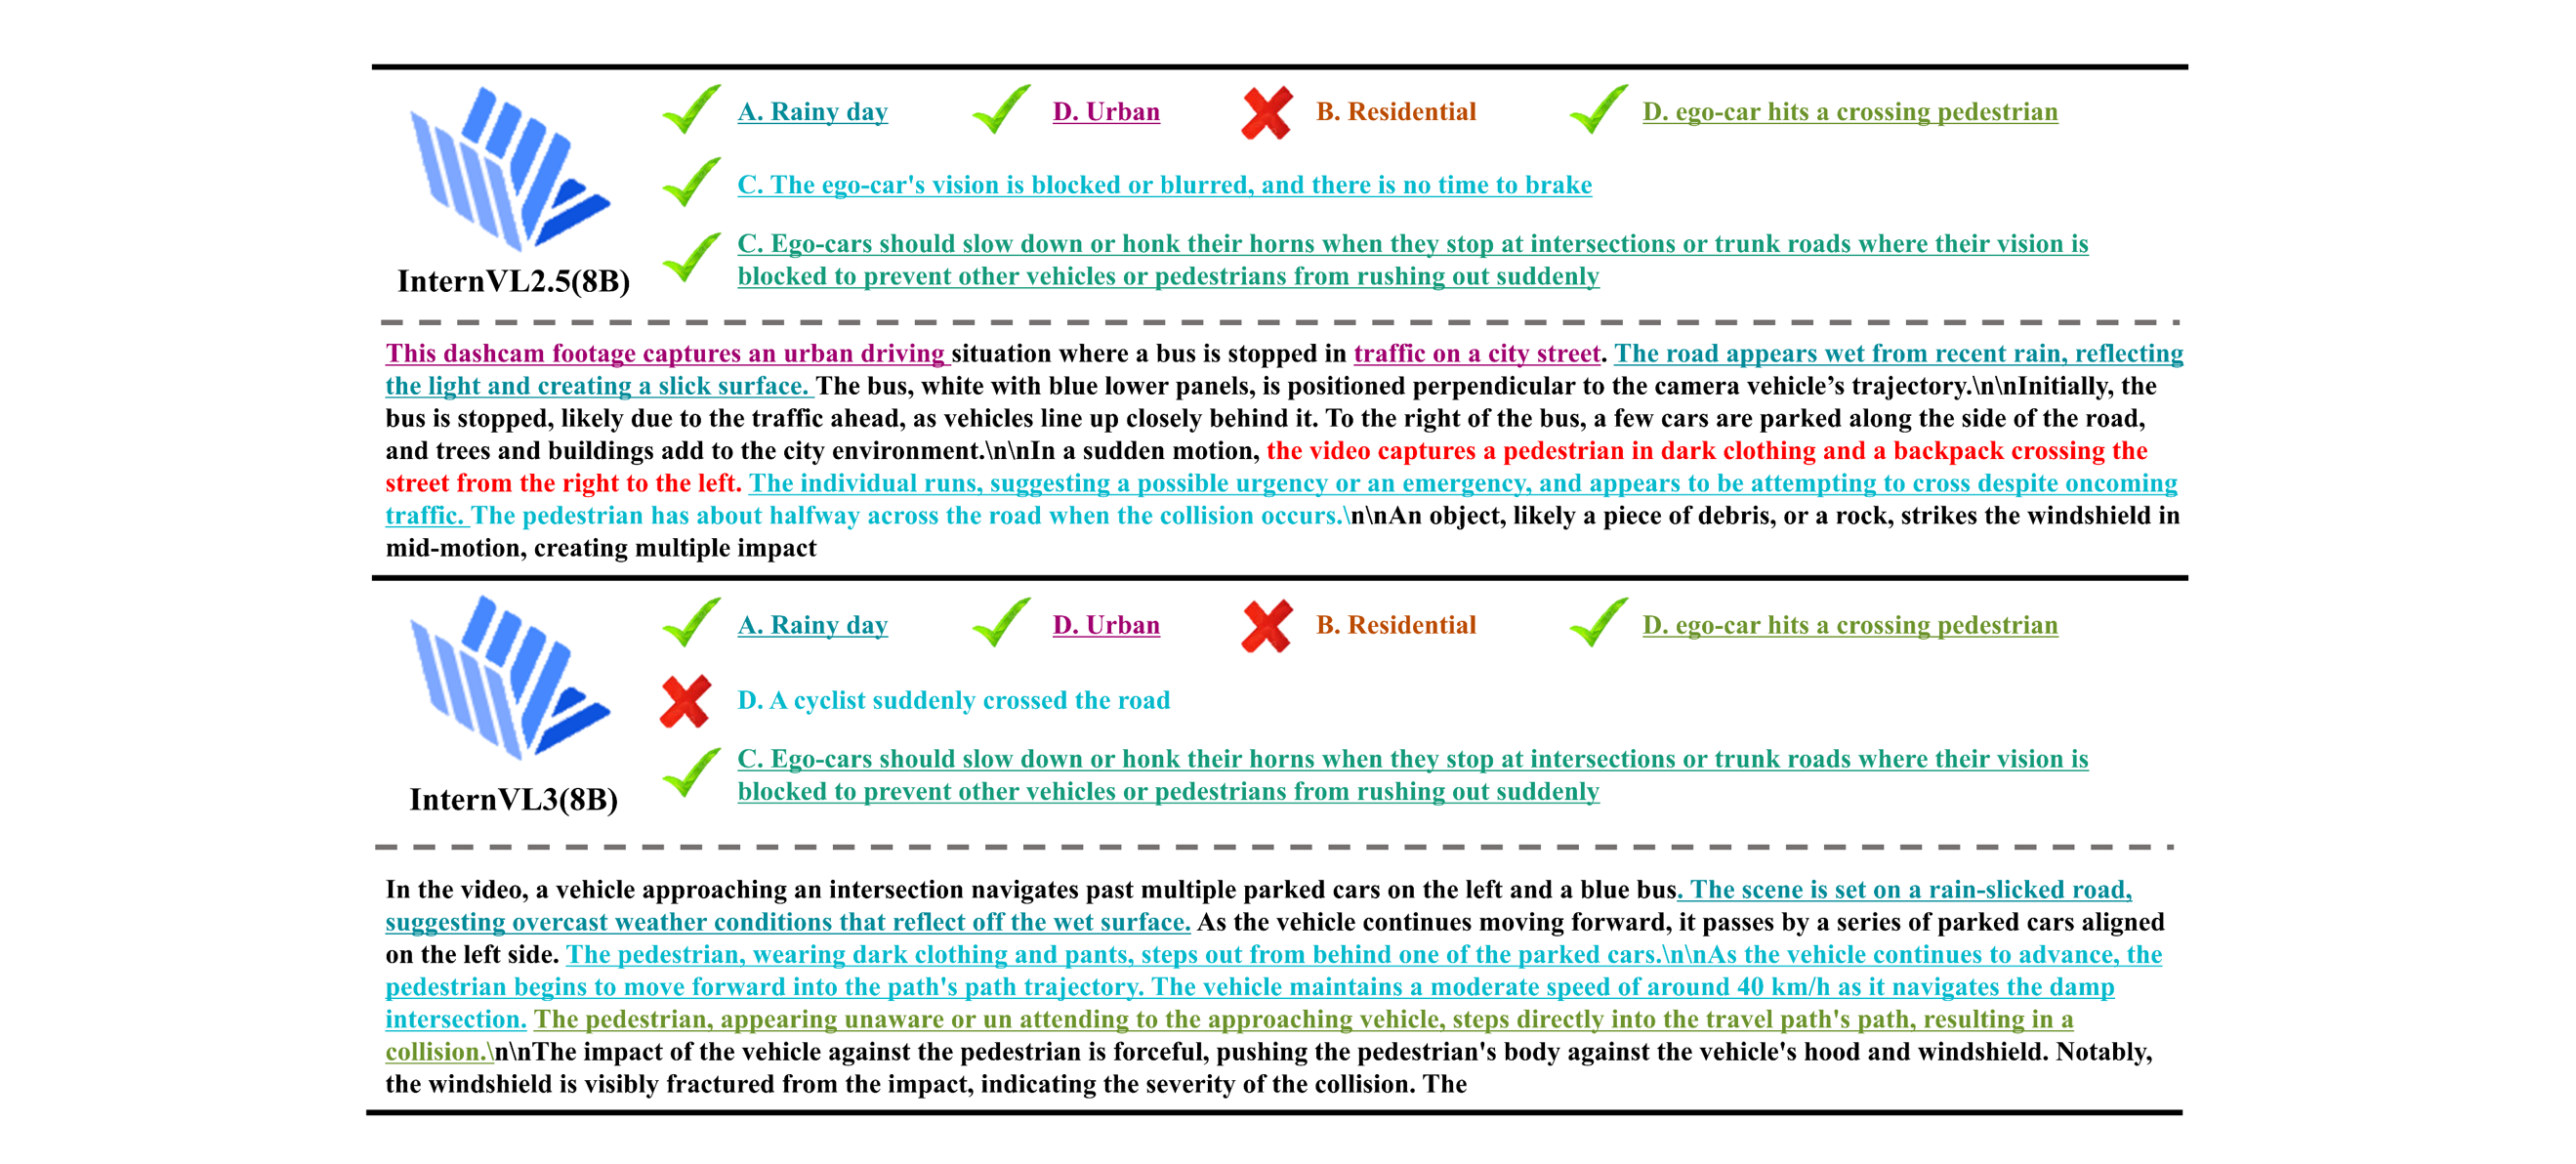 A. Rainy day D. Urban B. Residential D. ego-car hits a crossing pedestrian
C. The ego-car's vision is blocked or blurred, and there is no time to brake
C. Ego-cars should slow down or honk their horns when they stop at intersections or trunk roads where their vision is
blocked to prevent other vehicles or pedestrians from rushing out suddenly
InternVL2.5(8B)
This dashcam footage captures an urban driving situation where a bus is stopped in traffic on a city street. The road appears wet from recent rain, reflecting
the light and creating a slick surface. The bus, white with blue lower panels, is positioned perpendicular to the camera vehicle’s trajectory.\n\nInitially, the
bus is stopped, likely due to the traffic ahead, as vehicles line up closely behind it. To the right of the bus, a few cars are parked along the side of the road,
and trees and buildings add to the city environment.\n\nIn a sudden motion, the video captures a pedestrian in dark clothing and a backpack crossing the
street from the right to the left. The individual runs, suggesting a possible urgency or an emergency, and appears to be attempting to cross despite oncoming
traffic. The pedestrian has about halfway across the road when the collision occurs.\n\nAn object, likely a piece of debris, or a rock, strikes the windshield in
mid-motion, creating multiple impact
A. Rainy day D. Urban B. Residential D. ego-car hits a crossing pedestrian
D. A cyclist suddenly crossed the road
C. Ego-cars should slow down or honk their horns when they stop at intersections or trunk roads where their vision is
blocked to prevent other vehicles or pedestrians from rushing out suddenly
InternVL3(8B)
In the video, a vehicle approaching an intersection navigates past multiple parked cars on the left and a blue bus. The scene is set on a rain-slicked road,
suggesting overcast weather conditions that reflect off the wet surface. As the vehicle continues moving forward, it passes by a series of parked cars aligned
on the left side. The pedestrian, wearing dark clothing and pants, steps out from behind one of the parked cars.\n\nAs the vehicle continues to advance, the
pedestrian begins to move forward into the path's path trajectory. The vehicle maintains a moderate speed of around 40 km/h as it navigates the damp
intersection. The pedestrian, appearing unaware or un attending to the approaching vehicle, steps directly into the travel path's path, resulting in a
collision.\n\nThe impact of the vehicle against the pedestrian is forceful, pushing the pedestrian's body against the vehicle's hood and windshield. Notably,
the windshield is visibly fractured from the impact, indicating the severity of the collision. The